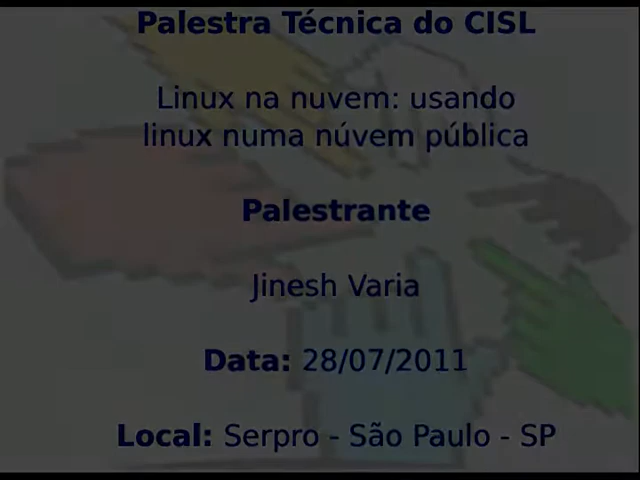 Palestra Técnica do CISL
Linux na nuvem: usando
linux numa núvem pública
Palestrante
Jinesh Varia
Data: 28/07/2011
Local: Serpro - São Paulo - SP